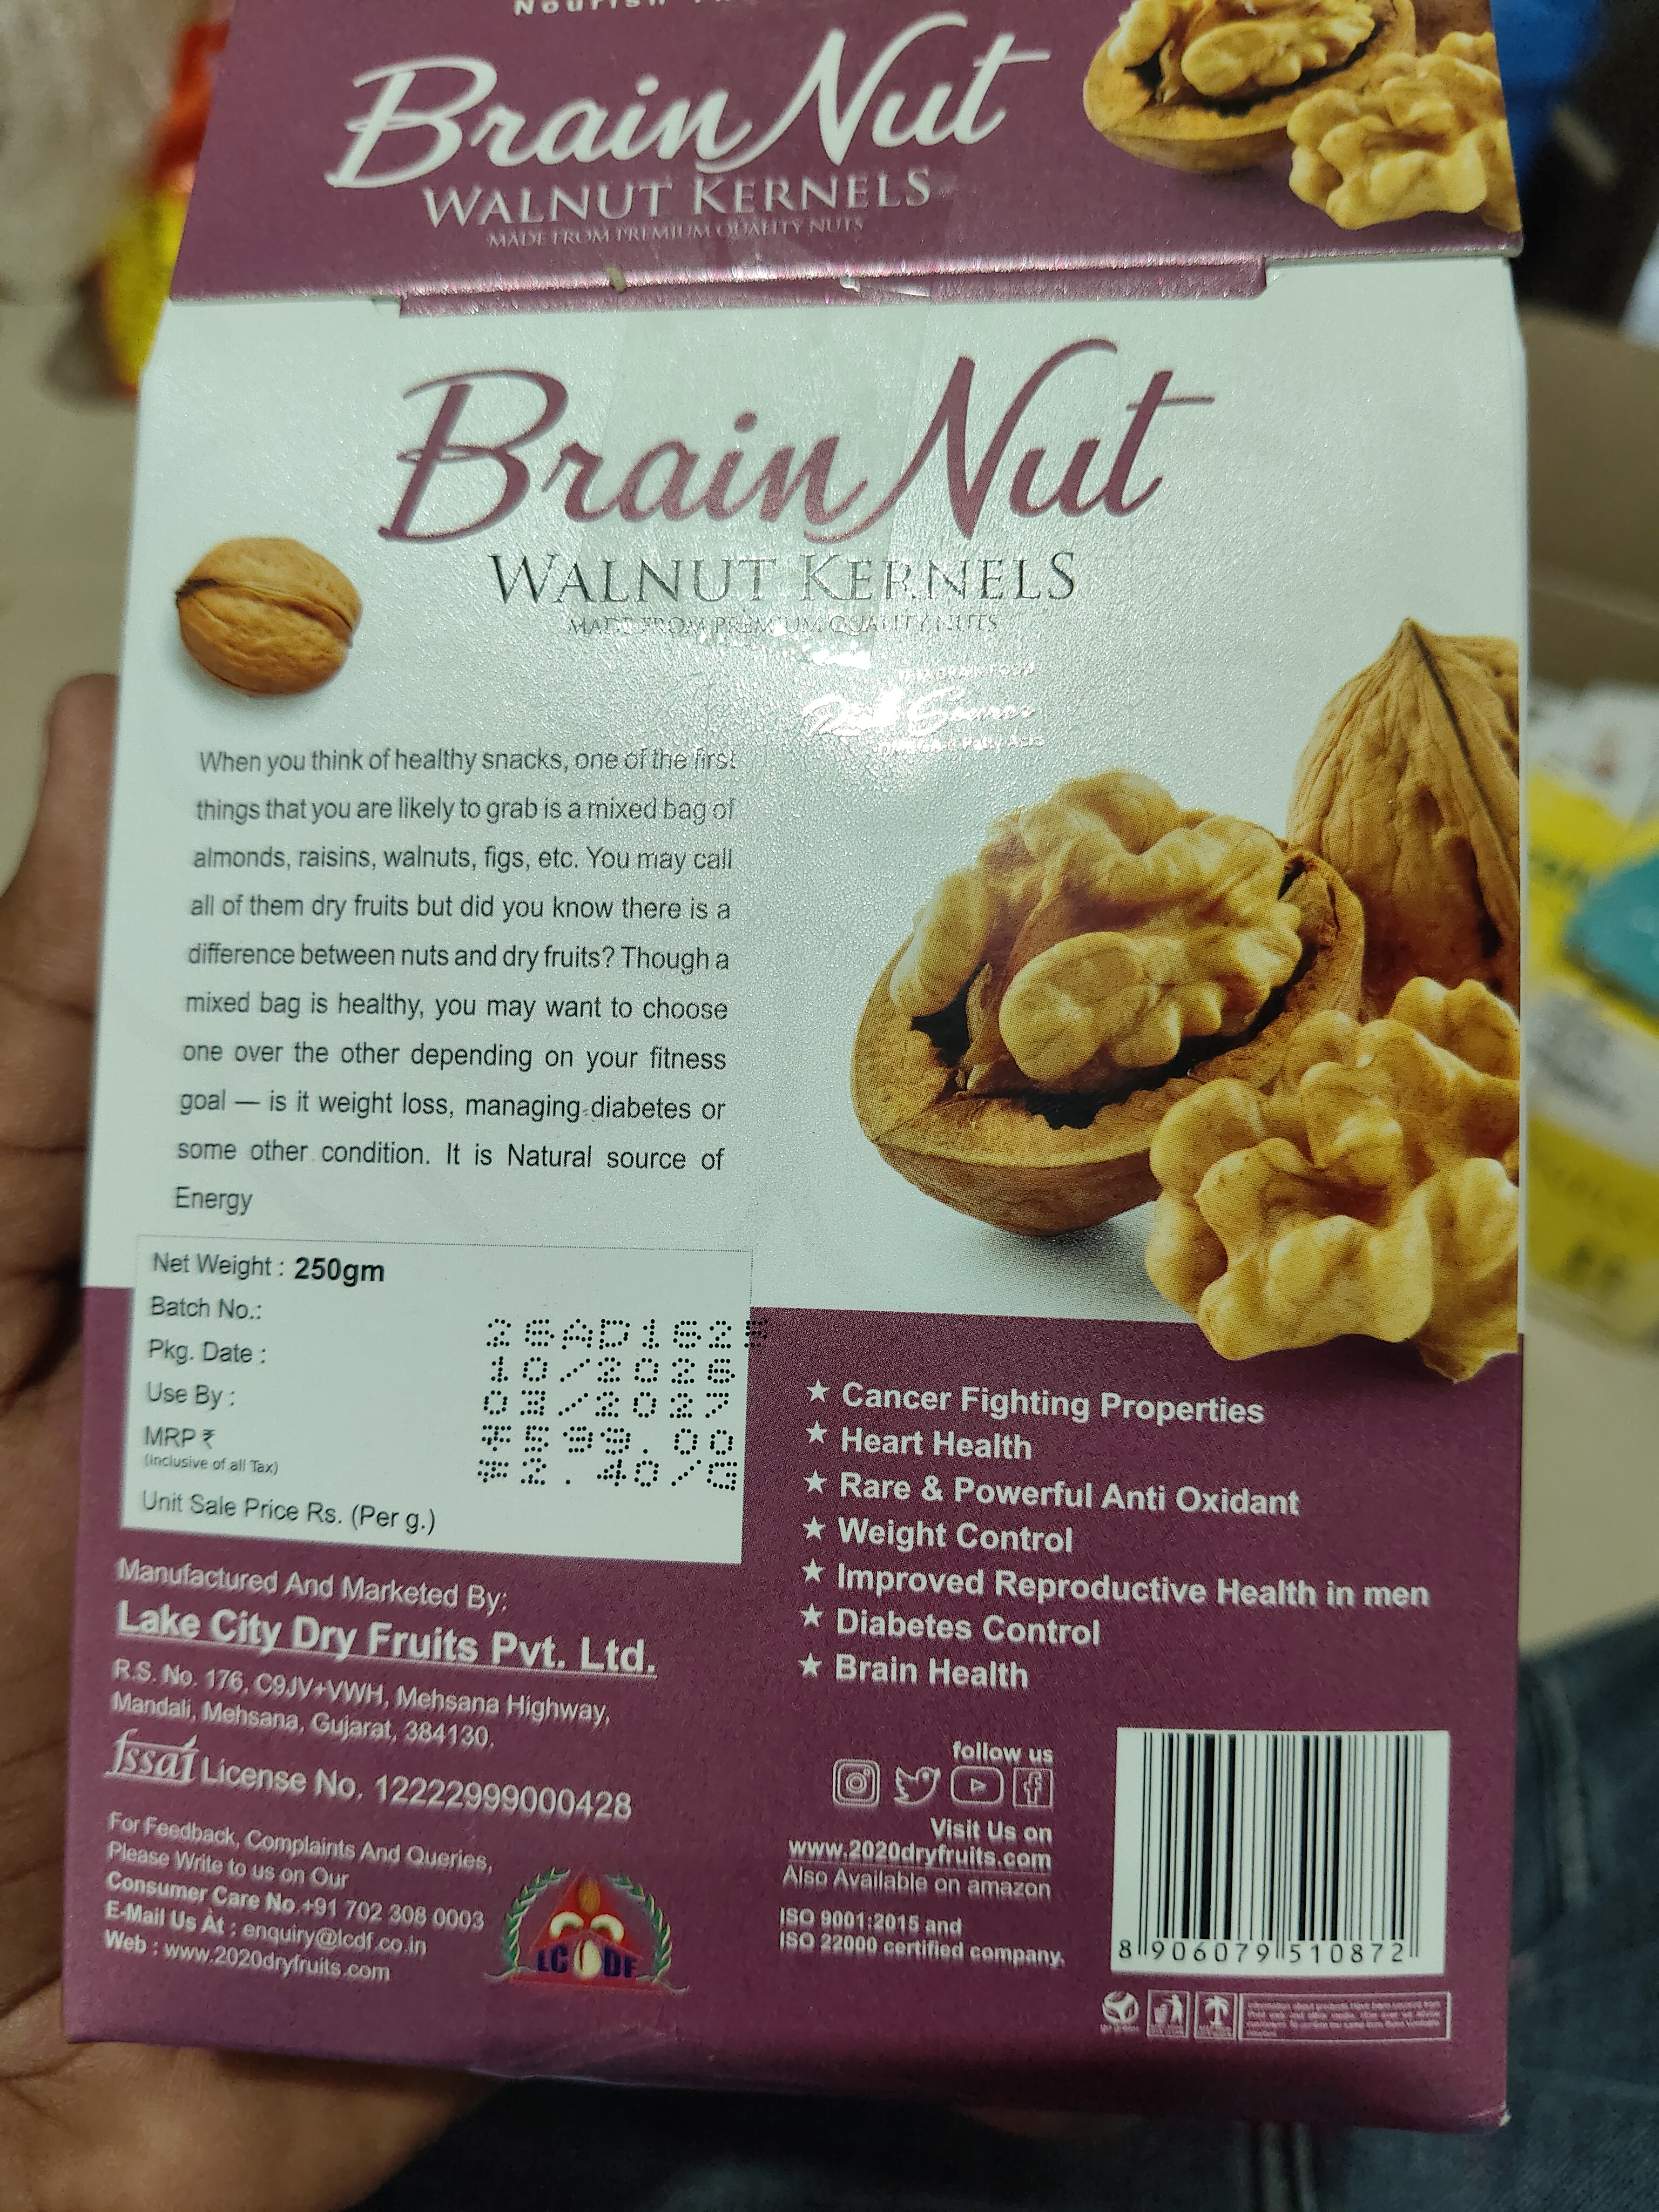 Brain Nut
WALNUT KERNELS
MADE FROM PREMIUM QUALITY NUTS
Brain Nut
WALNUT KERNELS
MADE FROM PREMIUM QUALITY NUTS
When you think of healthy snacks, one of the first
things that you are likely to grab is a mixed bag of
almonds, raisins, walnuts, figs, etc. You may call
all of them dry fruits but did you know there is a
difference between nuts and dry fruits? Though a
mixed bag is healthy, you may want to choose
one over the other depending on your fitness
goal — is it weight loss, managing diabetes or
some other condition. It is Natural source of
Energy
Net Weight : 250gm
Batch No.:
Pkg. Date : 10/2026
Use By : 03/2027
MRP ₹ ₹599.00
(inclusive of all Tax)
₹2.40/G
Unit Sale Price Rs. (Per g.)
Manufactured And Marketed By:
Lake City Dry Fruits Pvt. Ltd.
R.S. No. 176, C9JV+VWH, Mehsana Highway,
Mandali, Mehsana, Gujarat, 384130.
fssai License No. 12222999000428
For Feedback, Complaints And Queries,
Please Write to us on Our
Consumer Care No.+91 702 308 0003
E-Mail Us At : enquiry@lcdf.co.in
Web : www.2020dryfruits.com
LCDF
★ Cancer Fighting Properties
★ Heart Health
★ Rare & Powerful Anti Oxidant
★ Weight Control
★ Improved Reproductive Health in men
★ Diabetes Control
★ Brain Health
follow us
Visit Us on
www.2020dryfruits.com
Also Available on amazon
ISO 9001:2015 and
ISO 22000 certified company.
8 906079 510872